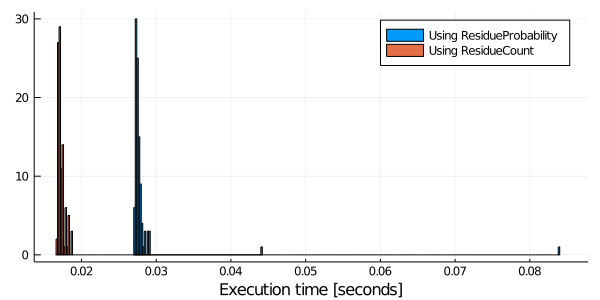 30
Using ResidueProbability
Using ResidueCount
20
10
0
0.02 0.03 0.04 0.05 0.06 0.07 0.08
Execution time [seconds]